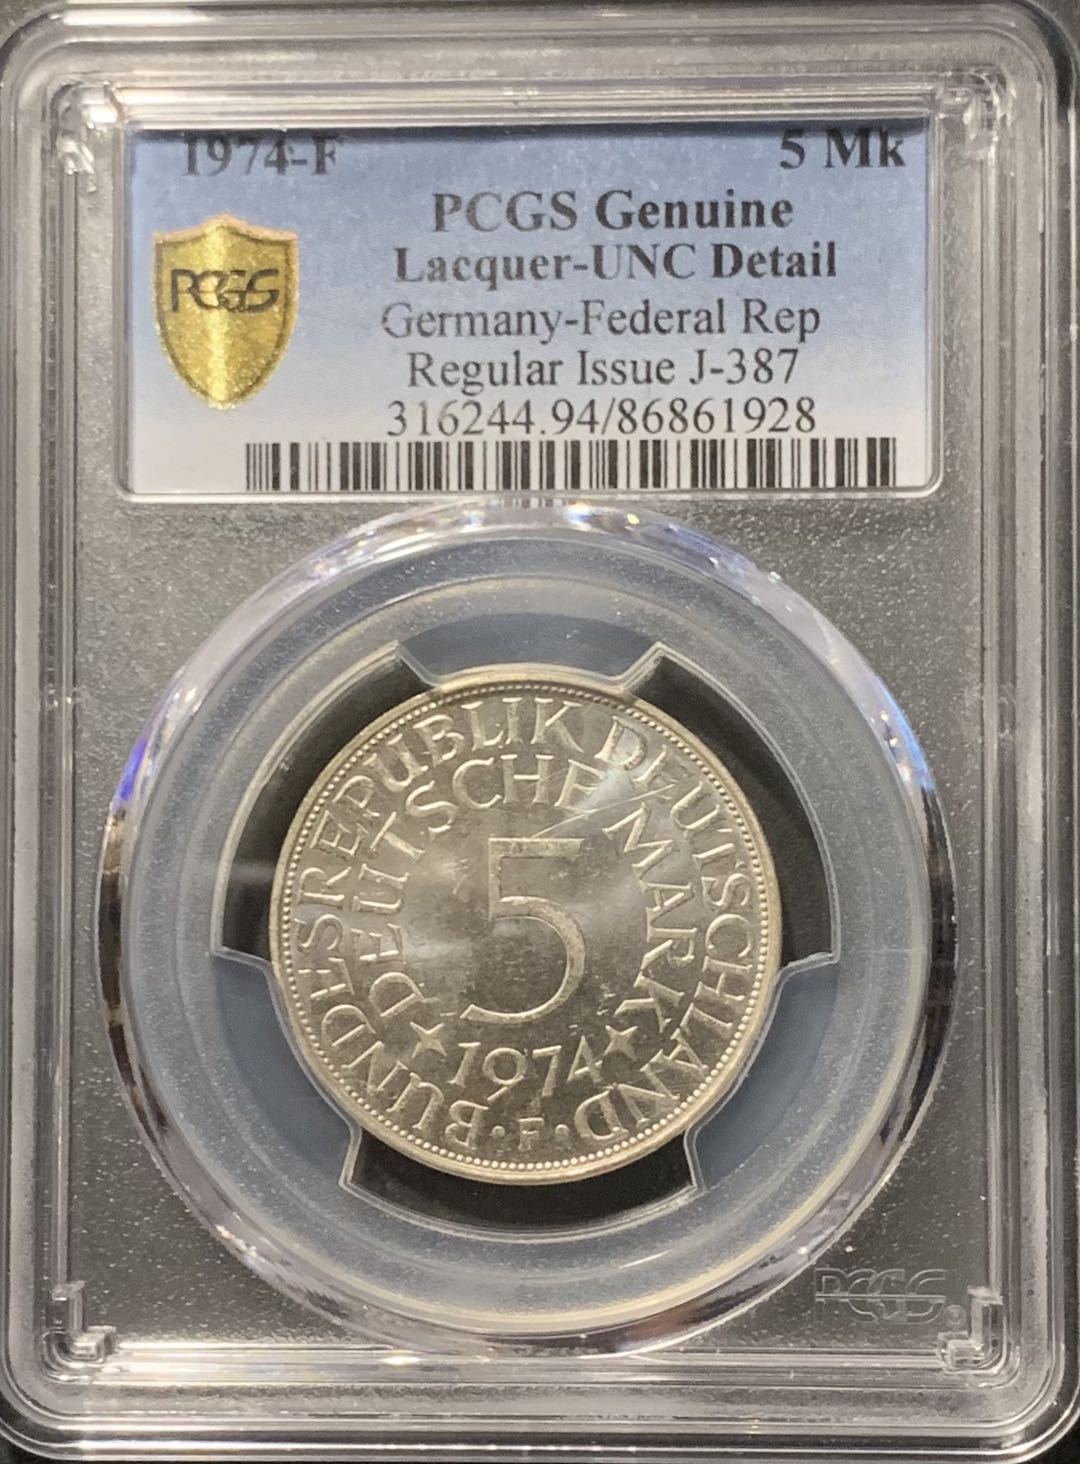 1974-F 5 Mk
PCGS Genuine
Lacquer-UNC Detail
Germany-Federal Rep
Regular Issue J-387
316244.94/86861928
PCGS
BUNDESREPUBLIK DEUTSCHLAND
DEUTSCHE MARK
5
1974
· F ·
PCGS